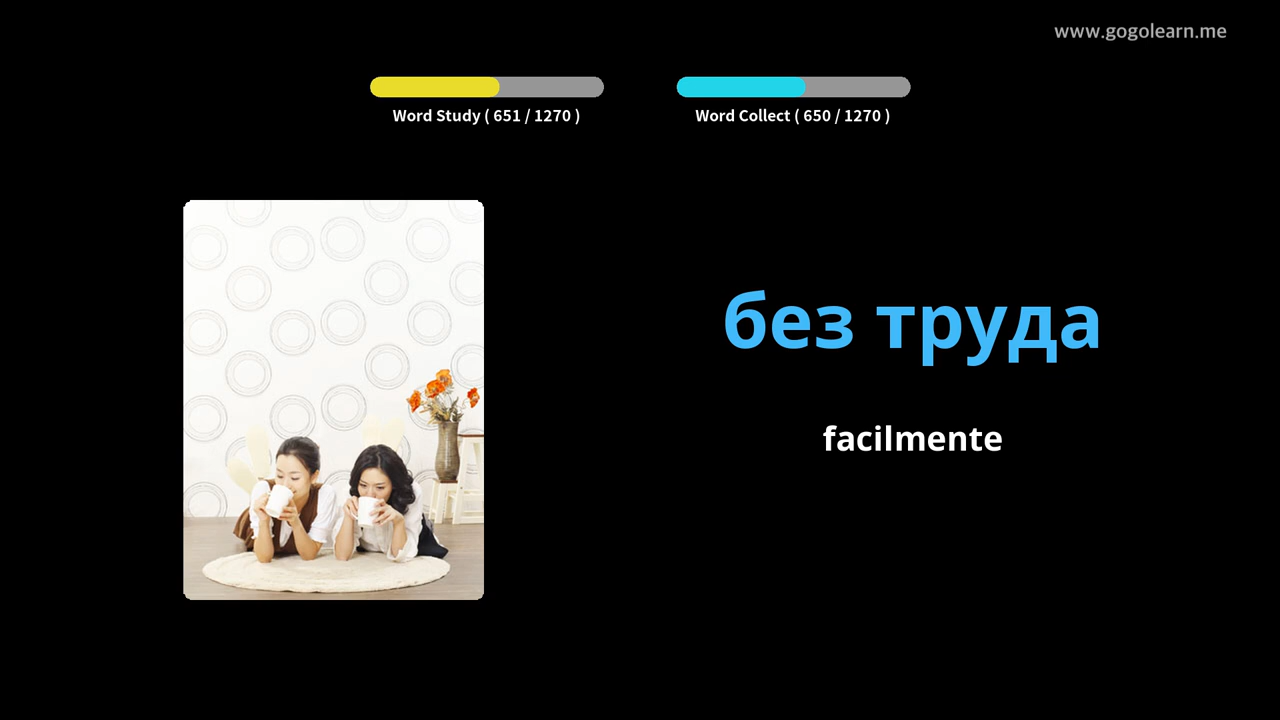 www.gogolearn.me
Word Study ( 651 / 1270 )
Word Collect ( 650 / 1270 )
без труда
facilmente